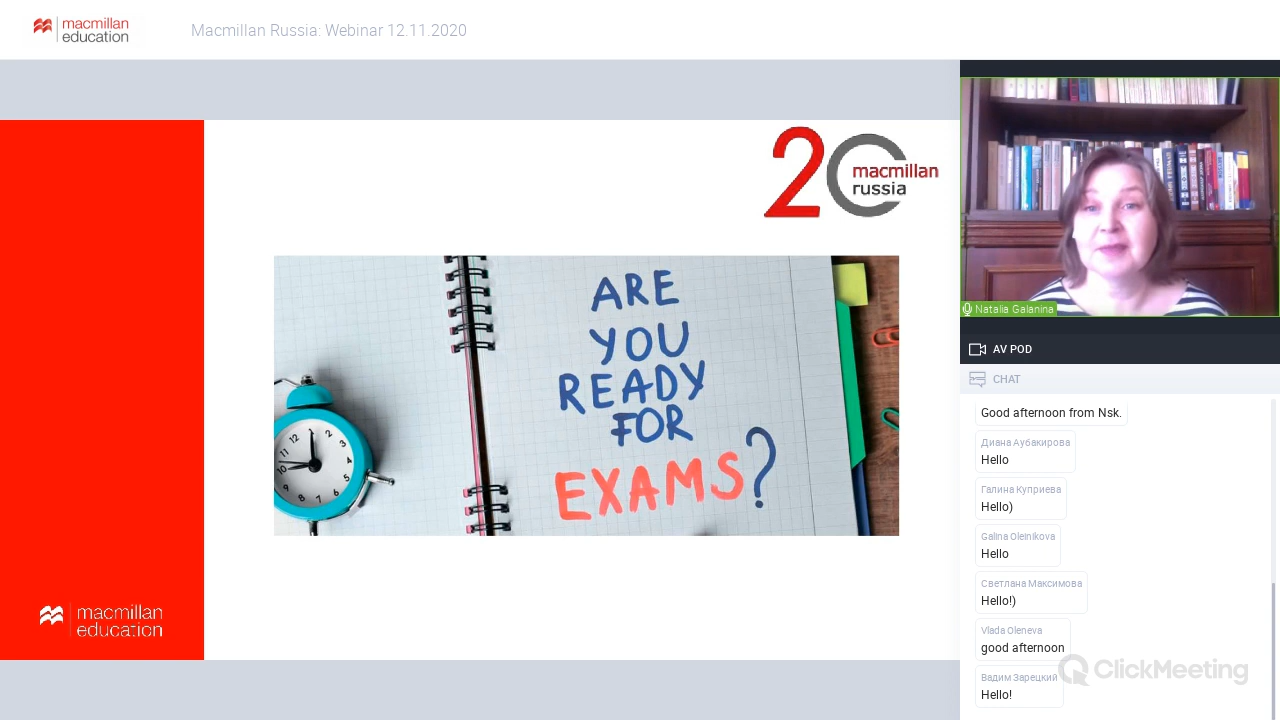 macmillan
education
Macmillan Russia: Webinar 12.11.2020
20
macmillan
russia
ARE
YOU
READY
FOR
EXAMS?
macmillan
education
Natalia Galanina
AV POD
CHAT
Good afternoon from Nsk.
Диана Аубакирова
Hello
Галина Куприева
Hello)
Galina Oleinikova
Hello
Светлана Максимова
Hello!)
Vlada Oleneva
good afternoon
Вадим Зарецкий
Hello!
ClickMeeting